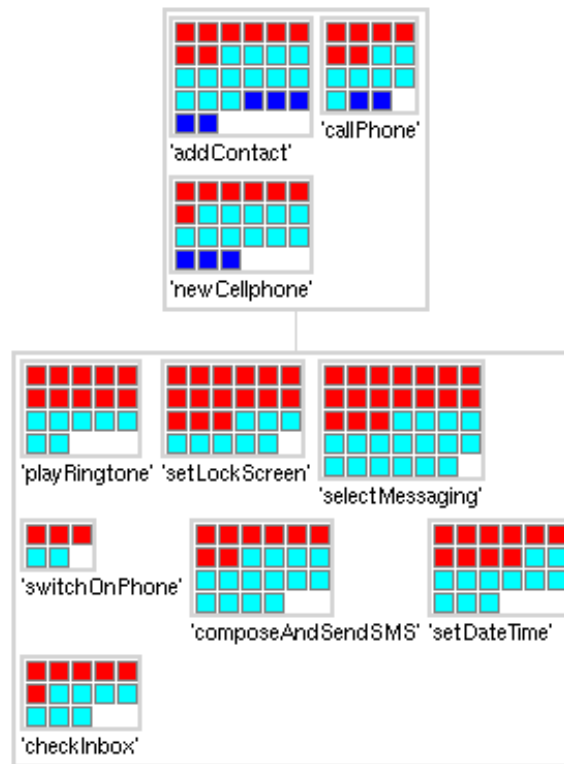 'addContact'
'callPhone'
'newCellphone'
'playRingtone'
'setLockScreen'
'selectMessaging'
'switchOnPhone'
'composeAndSendSMS'
'setDateTime'
'checkInbox'